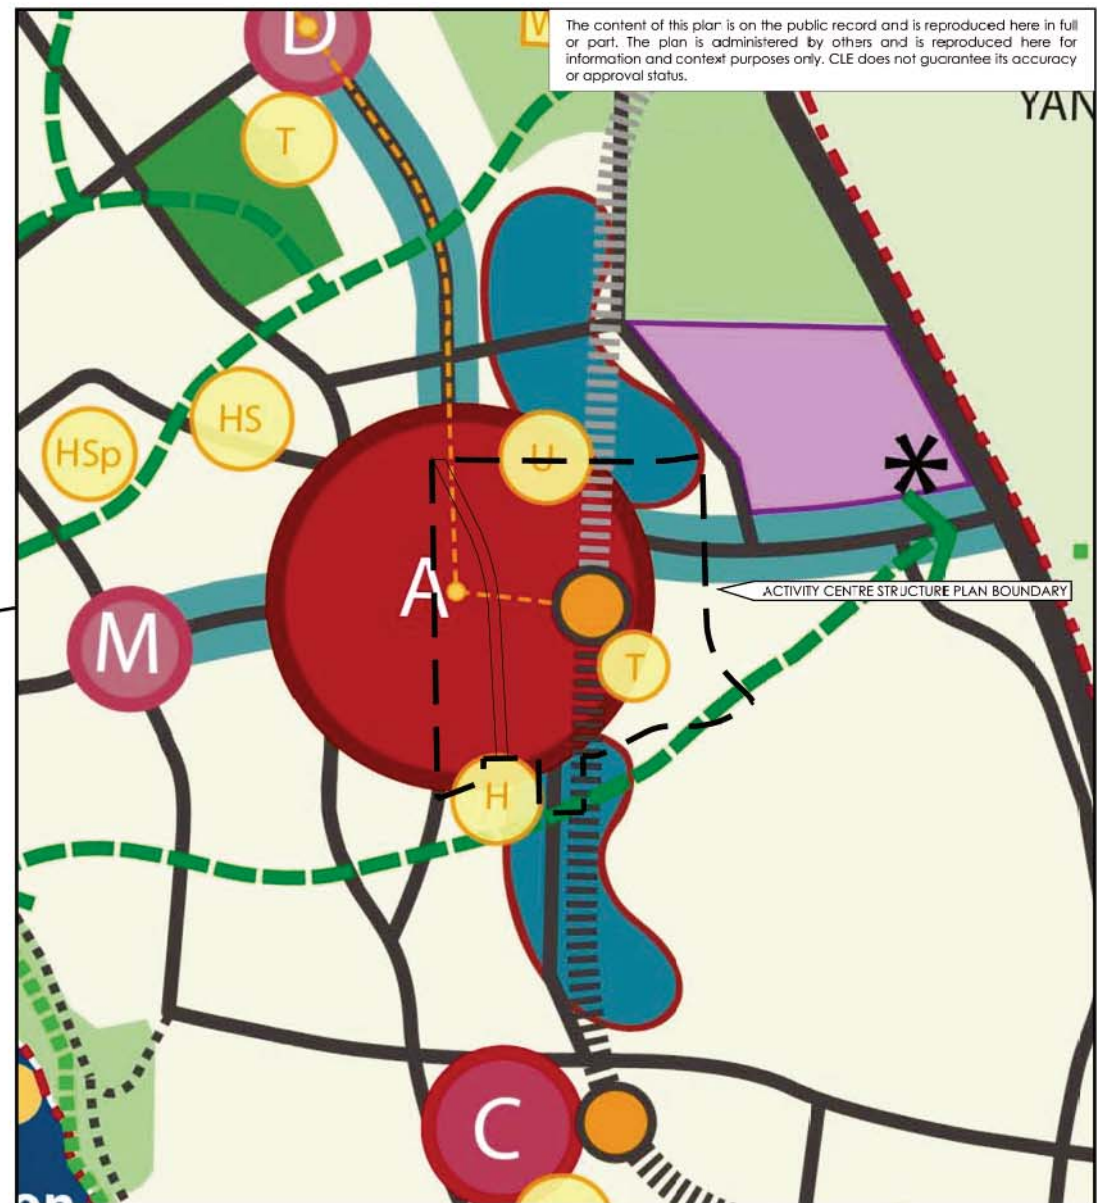 The content of this plan is on the public record and is reproduced here in full
or part. The plan is administered by others and is reproduced here for
information and context purposes only. CLE does not guarantee its accuracy
or approval status.
D
YAN
T
HS
HSp
U
A
ACTIVITY CENTRE STRUCTURE PLAN BOUNDARY
M
T
H
C